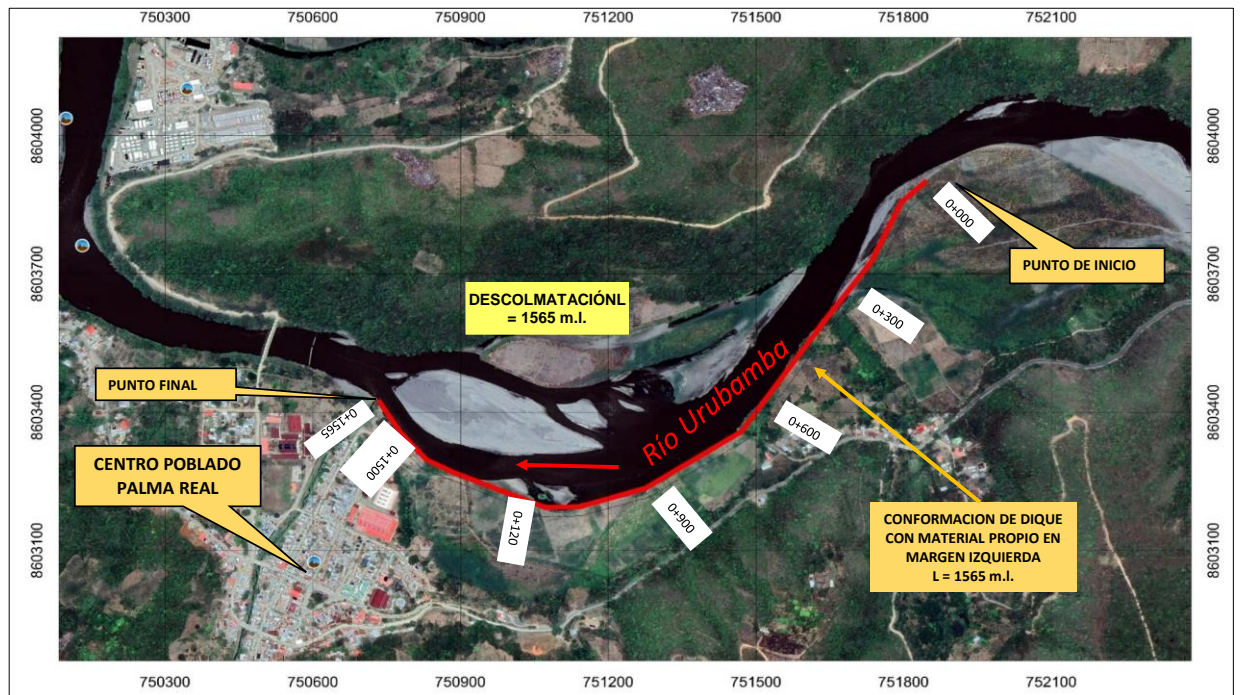 750300 750600 750900 751200 751500 751800 752100
8604000
8603700
8603400
8603100
8604000
8603700
8603400
8603100
0+000
PUNTO DE INICIO
DESCOLMATACIÓNL
= 1565 m.l.
0+300
Río Urubamba
PUNTO FINAL
0+1565
0+1500
0+600
CENTRO POBLADO
PALMA REAL
0+120
0+900
CONFORMACION DE DIQUE
CON MATERIAL PROPIO EN
MARGEN IZQUIERDA
L = 1565 m.l.
750300 750600 750900 751200 751500 751800 752100